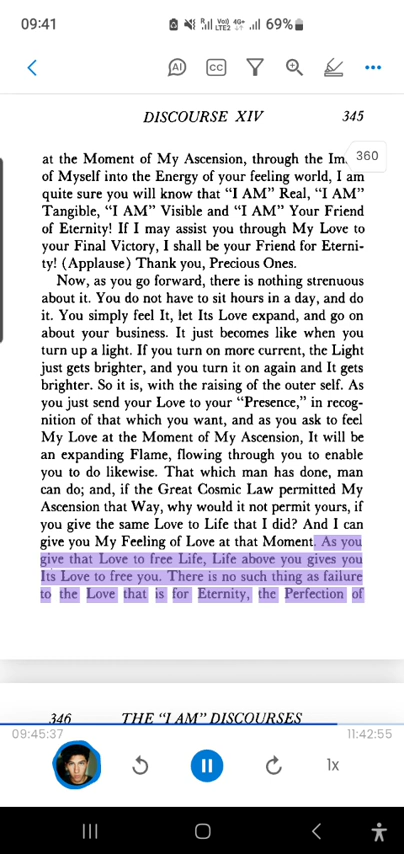 09:41
69%
AI
CC
DISCOURSE XIV 345
360
at the Moment of My Ascension, through the Im
of Myself into the Energy of your feeling world, I am
quite sure you will know that “I AM” Real, “I AM”
Tangible, “I AM” Visible and “I AM” Your Friend
of Eternity! If I may assist you through My Love to
your Final Victory, I shall be your Friend for Eterni-
ty! (Applause) Thank you, Precious Ones.
Now, as you go forward, there is nothing strenuous
about it. You do not have to sit hours in a day, and do
it. You simply feel It, let Its Love expand, and go on
about your business. It just becomes like when you
turn up a light. If you turn on more current, the Light
just gets brighter, and you turn it on again and It gets
brighter. So it is, with the raising of the outer self. As
you just send your Love to your “Presence,” in recog-
nition of that which you want, and as you ask to feel
My Love at the Moment of My Ascension, It will be
an expanding Flame, flowing through you to enable
you to do likewise. That which man has done, man
can do; and, if the Great Cosmic Law permitted My
Ascension that Way, why would it not permit yours, if
you give the same Love to Life that I did? And I can
give you My Feeling of Love at that Moment. As you
give that Love to free Life, Life above you gives you
Its Love to free you. There is no such thing as failure
to the Love that is for Eternity, the Perfection of
346 THE “I AM” DISCOURSES
09:45:37 11:42:55
1x